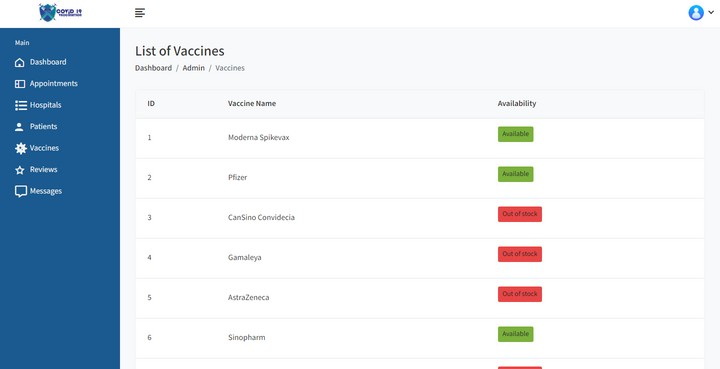 COVID 19
Main
Dashboard
Appointments
Hospitals
Patients
Vaccines
Reviews
Messages
List of Vaccines
Dashboard / Admin / Vaccines
ID Vaccine Name Availability
1 Moderna Spikevax Available
2 Pfizer Available
3 CanSino Convidecia Out of stock
4 Gamaleya Out of stock
5 AstraZeneca Out of stock
6 Sinopharm Available